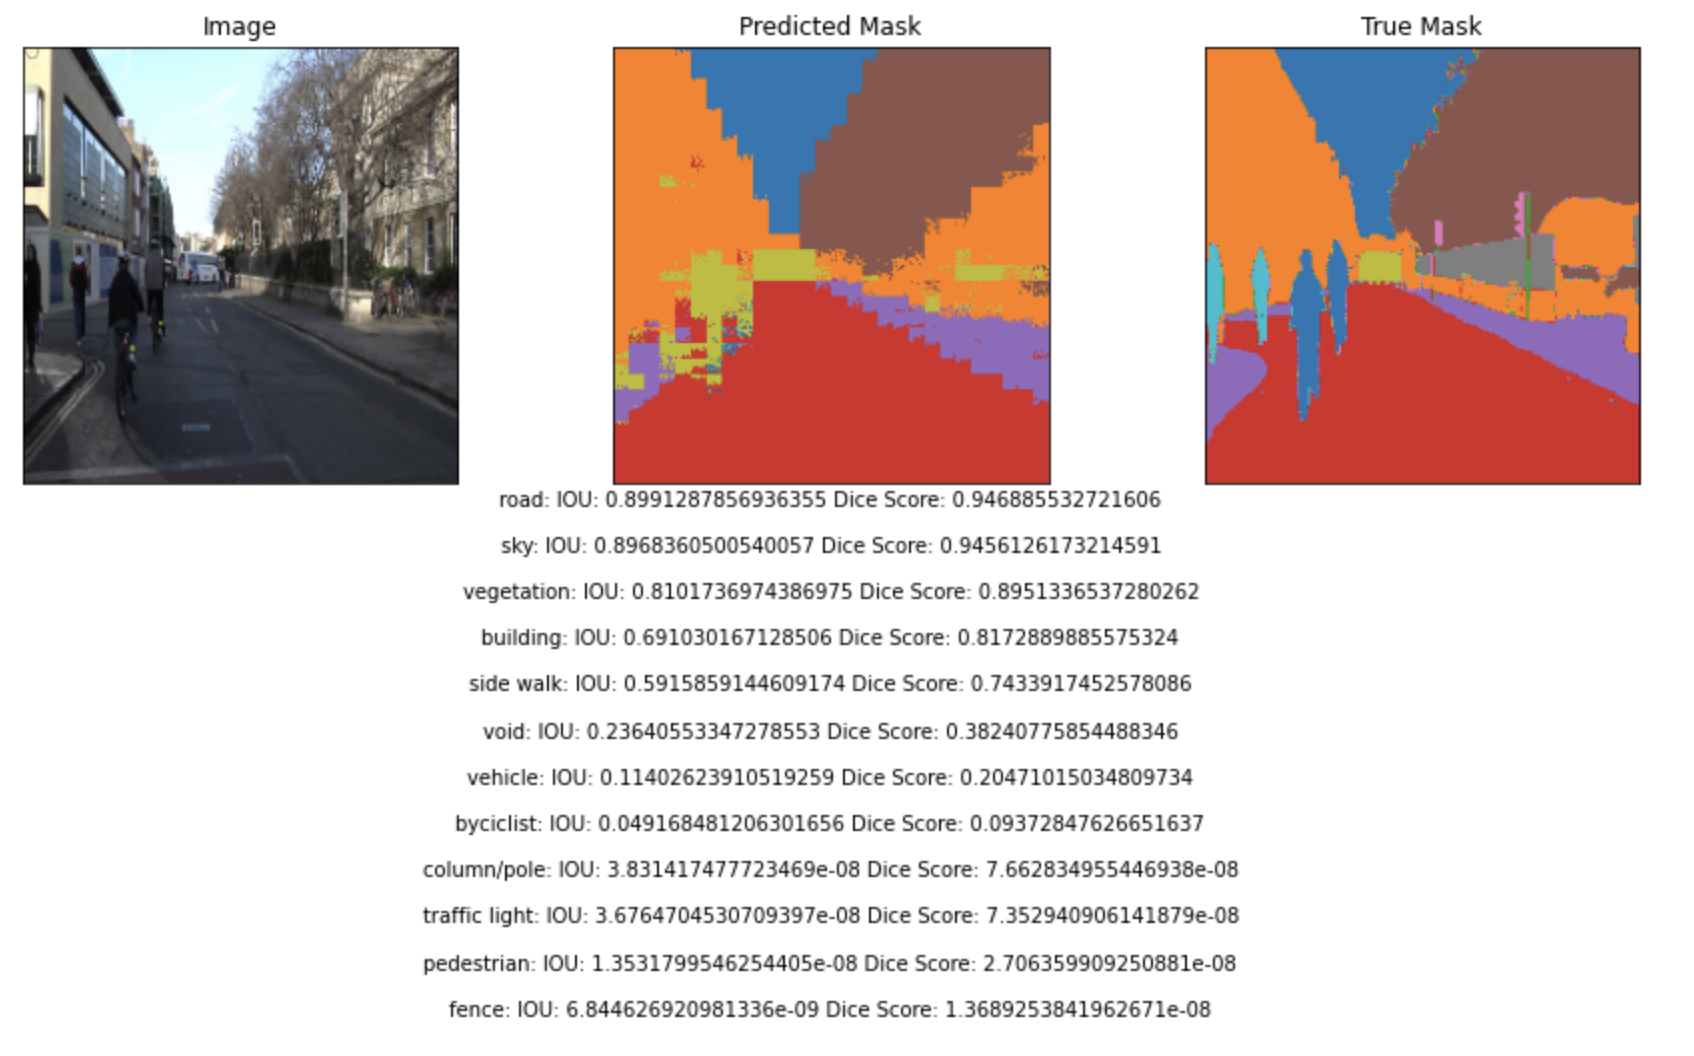 Image Predicted Mask True Mask
road: IOU: 0.8991287856936355 Dice Score: 0.946885532721606
sky: IOU: 0.8968360500540057 Dice Score: 0.9456126173214591
vegetation: IOU: 0.8101736974386975 Dice Score: 0.8951336537280262
building: IOU: 0.691030167128506 Dice Score: 0.8172889885575324
side walk: IOU: 0.5915859144609174 Dice Score: 0.7433917452578086
void: IOU: 0.23640553347278553 Dice Score: 0.38240775854488346
vehicle: IOU: 0.11402623910519259 Dice Score: 0.20471015034809734
byciclist: IOU: 0.049168481206301656 Dice Score: 0.09372847626651637
column/pole: IOU: 3.831417477723469e-08 Dice Score: 7.662834955446938e-08
traffic light: IOU: 3.6764704530709397e-08 Dice Score: 7.352940906141879e-08
pedestrian: IOU: 1.3531799546254405e-08 Dice Score: 2.706359909250881e-08
fence: IOU: 6.844626920981336e-09 Dice Score: 1.3689253841962671e-08